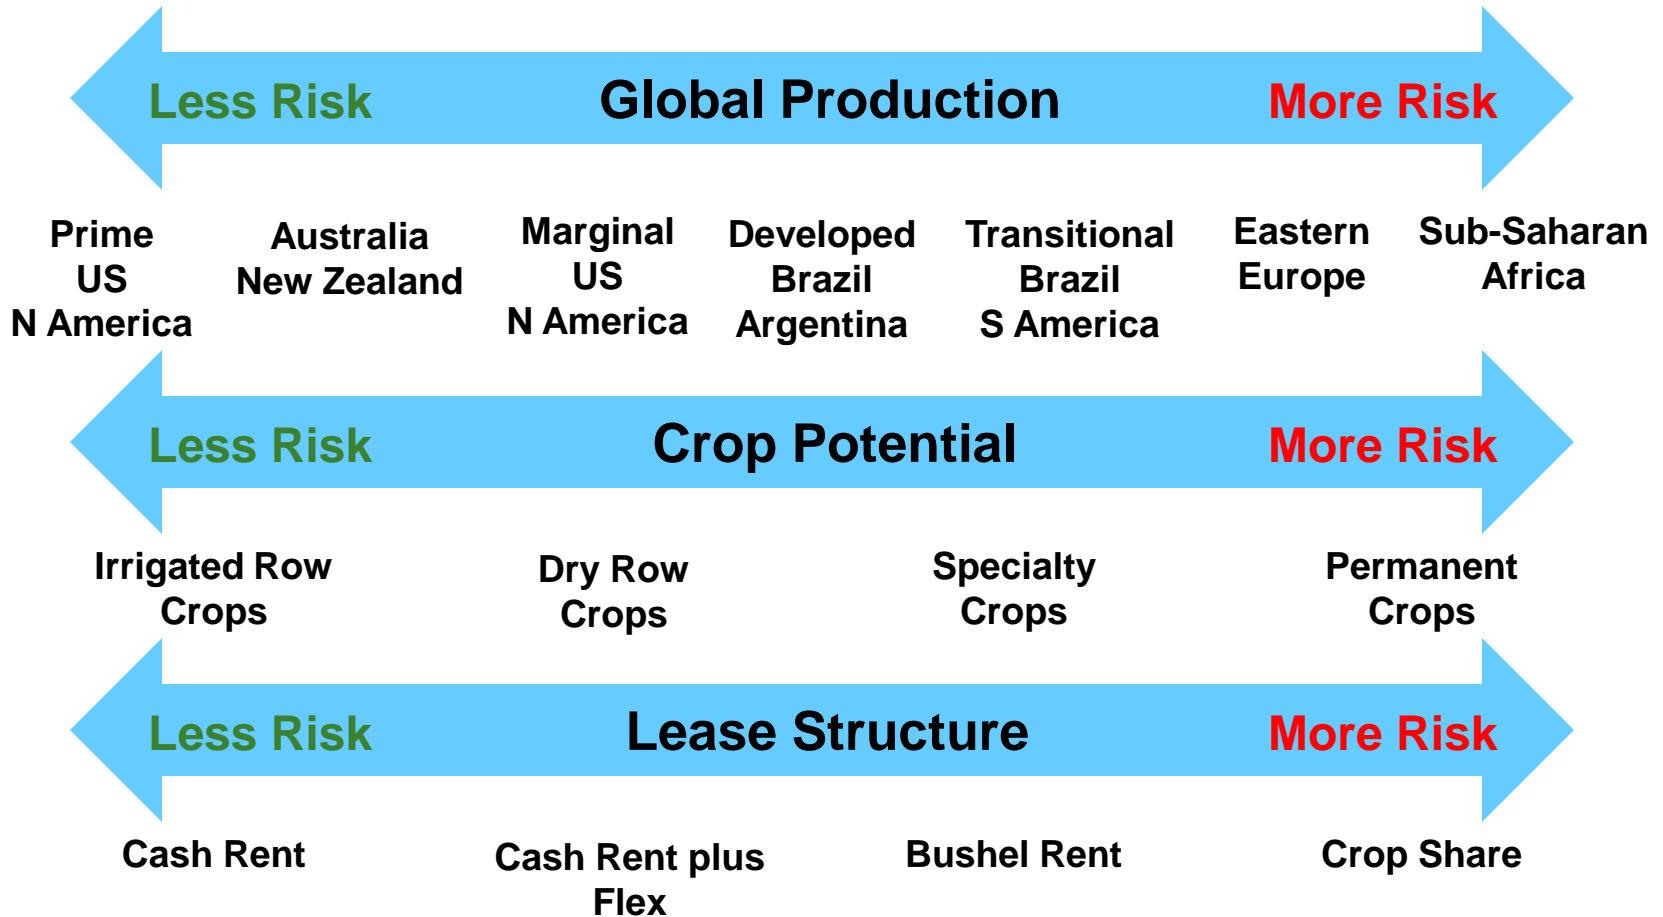 Less Risk Global Production More Risk
Prime
US
N America
Australia
New Zealand
Marginal
US
N America
Developed
Brazil
Argentina
Transitional
Brazil
S America
Eastern
Europe
Sub-Saharan
Africa
Less Risk Crop Potential More Risk
Irrigated Row
Crops
Dry Row
Crops
Specialty
Crops
Permanent
Crops
Less Risk Lease Structure More Risk
Cash Rent
Cash Rent plus
Flex
Bushel Rent
Crop Share